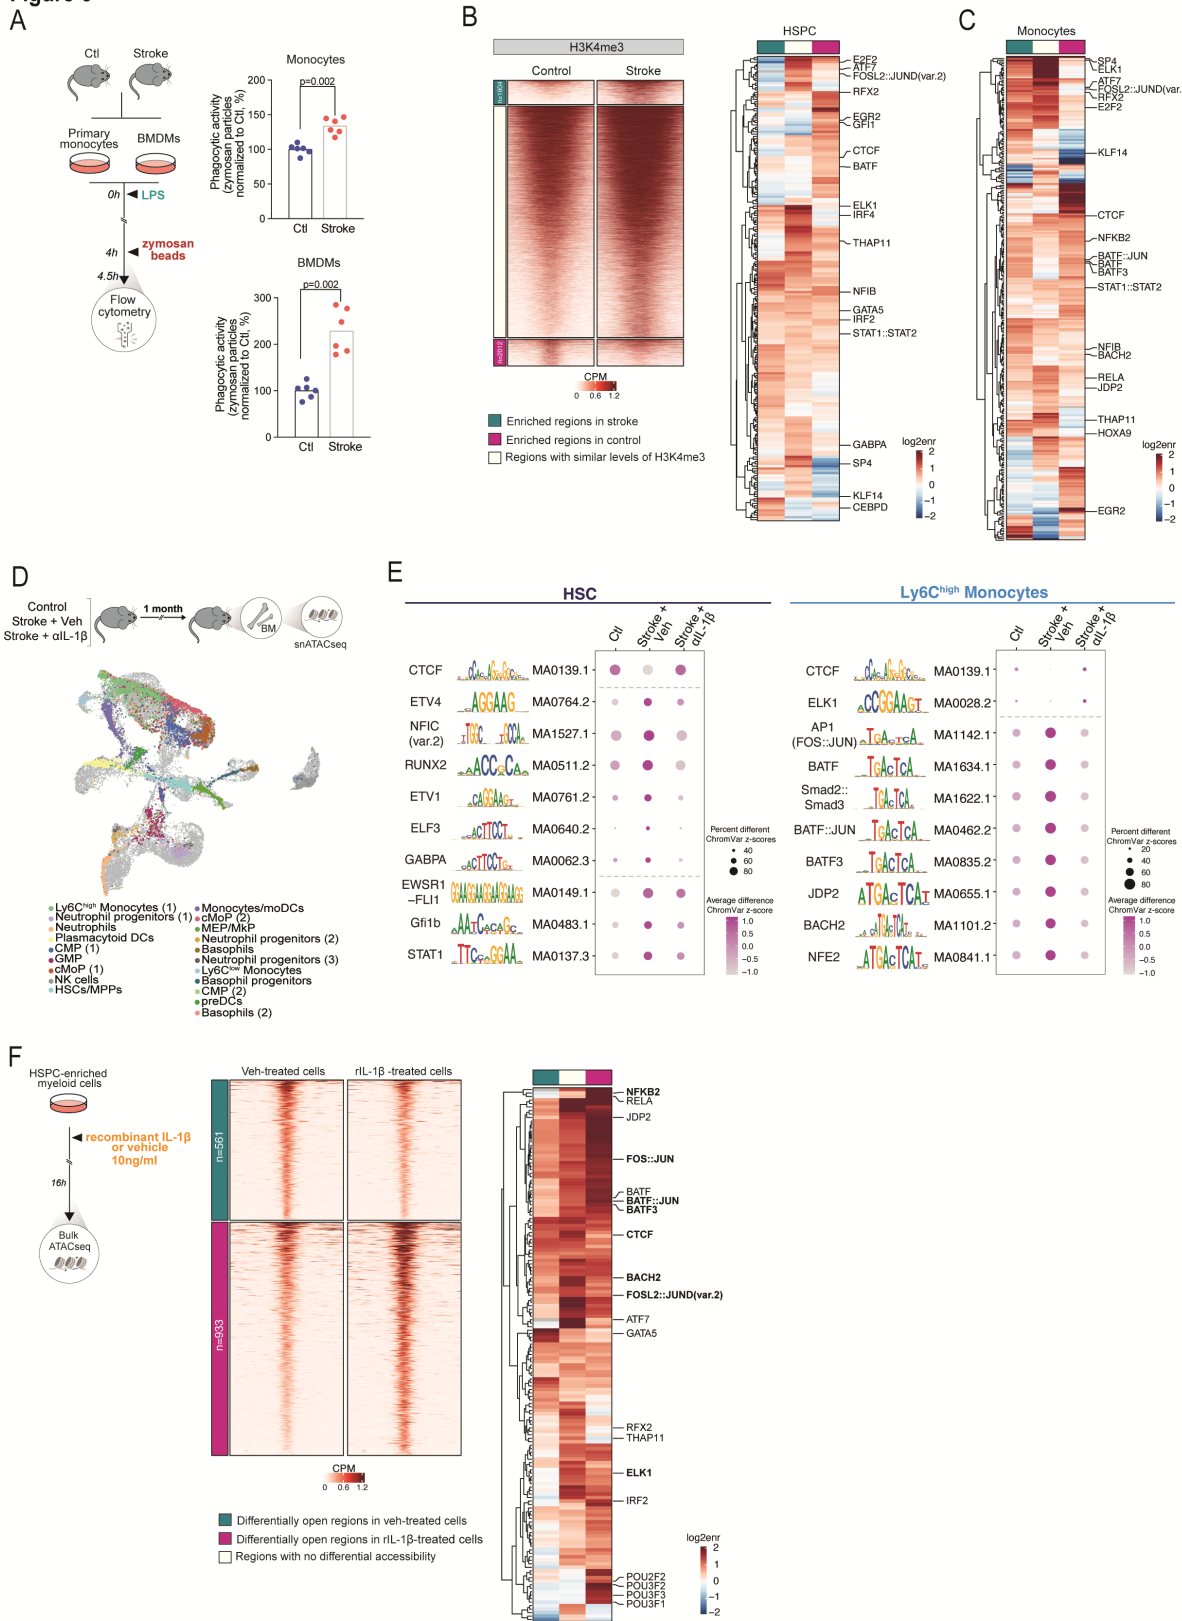 A
Ctl
Stroke
Primary
monocytes
BMDMs
0h
LPS
4h
zymosan
beads
4.5h
Flow
cytometry
Monocytes
p=0.002
Phagocytic activity
(zymosan particles
normalized to Ctl, %)
200
150
100
50
0
Ctl
Stroke
BMDMs
p=0.002
Phagocytic activity
(zymosan particles
normalized to Ctl, %)
300
200
100
0
Ctl
Stroke
B
H3K4me3
Control
Stroke
n=1804
n=2612
CPM
0 0.6 1.2
Enriched regions in stroke
Enriched regions in control
Regions with similar levels of H3K4me3
HSPC
E2F2
ATF7
FOSL2::JUND(var.2)
RFX2
EGR2
GFI1
CTCF
BATF
ELK1
IRF4
THAP11
NFIB
GATA5
IRF2
STAT1::STAT2
GABPA
SP4
KLF14
CEBPD
log2enr
2
1
0
−1
−2
C
Monocytes
SP4
ELK1
ATF7
FOSL2::JUND(var.
RFX2
E2F2
KLF14
CTCF
NFKB2
BATF::JUN
BATF
BATF3
STAT1::STAT2
NFIB
BACH2
RELA
JDP2
THAP11
HOXA9
EGR2
log2enr
2
1
0
−1
−2
D
Control
Stroke + Veh
Stroke + αIL-1β
1 month
BM
snATACseq
Ly6Chigh Monocytes (1)
Neutrophil progenitors (1)
Neutrophils
Plasmacytoid DCs
CMP (1)
GMP
cMoP (1)
NK cells
HSCs/MPPs
Monocytes/moDCs
cMoP (2)
MEP/MkP
Neutrophil progenitors (2)
Basophils
Neutrophil progenitors (3)
Ly6Clow Monocytes
Basophil progenitors
CMP (2)
preDCs
Basophils (2)
E
HSC
Ctl
Stroke + Veh
Stroke + αIL-1β
CTCF MA0139.1
ETV4 MA0764.2
NFIC (var.2) MA1527.1
RUNX2 MA0511.2
ETV1 MA0761.2
ELF3 MA0640.2
GABPA MA0062.3
EWSR1 −FLI1 MA0149.1
Gfi1b MA0483.1
STAT1 MA0137.3
Percent different
ChromVar z-scores
40
60
80
Average difference
ChromVar z-score
1.0
0.5
0.0
−0.5
−1.0
Ly6Chigh Monocytes
Ctl
Stroke + Veh
Stroke + αIL-1β
CTCF MA0139.1
ELK1 MA0028.2
AP1 (FOS::JUN) MA1142.1
BATF MA1634.1
Smad2:: Smad3 MA1622.1
BATF::JUN MA0462.2
BATF3 MA0835.2
JDP2 MA0655.1
BACH2 MA1101.2
NFE2 MA0841.1
Percent different
ChromVar z-scores
20
40
60
80
Average difference
ChromVar z-score
1.0
0.5
0.0
−0.5
−1.0
F
HSPC-enriched
myeloid cells
recombinant IL-1β
or vehicle
10ng/ml
16h
Bulk
ATACseq
Veh-treated cells
rIL-1β -treated cells
n=561
n=933
CPM
0 0.6 1.2
Differentially open regions in veh-treated cells
Differentially open regions in rIL-1β-treated cells
Regions with no differential accessibility
NFKB2
RELA
JDP2
FOS::JUN
BATF
BATF::JUN
BATF3
CTCF
BACH2
FOSL2::JUND(var.2)
ATF7
GATA5
RFX2
THAP11
ELK1
IRF2
POU2F2
POU3F2
POU3F3
POU3F1
log2enr
2
1
0
−1
−2